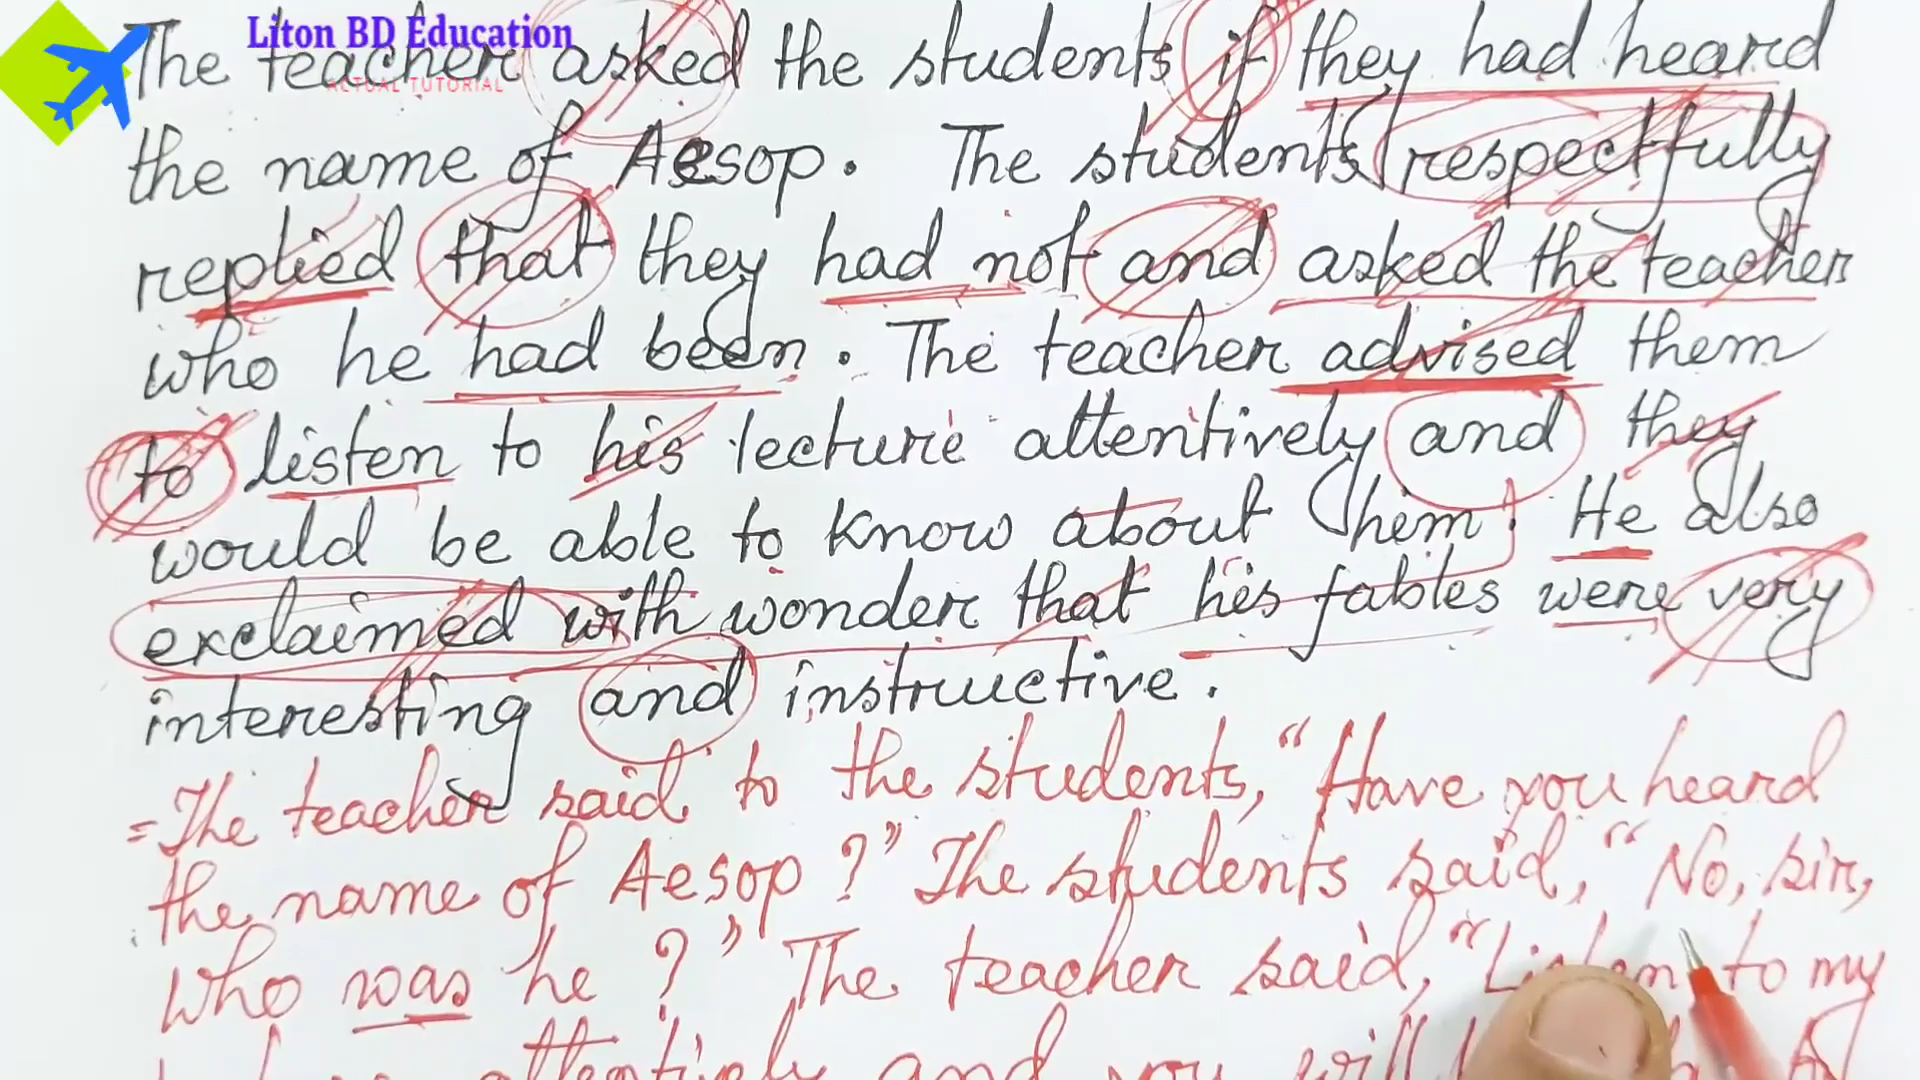 Liton BD Education
ACTUAL TUTORIAL
The teacher asked the students if they had heard
the name of Aesop. The students respectfully
replied that they had not and asked the teacher
who he had been. The teacher advised them
to listen to his lecture attentively and they
would be able to know about him. He also
exclaimed with wonder that his fables were very
interesting and instructive.
=The teacher said to the students, "Have you heard
the name of Aesop?" The students said, "No, sir,
who was he?" The teacher said, "Listen to my
attentively and you will